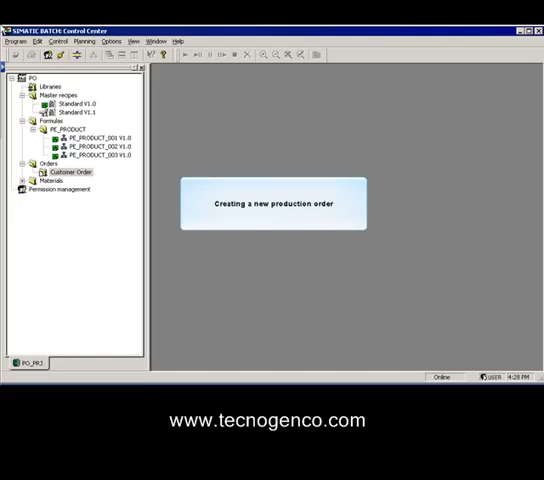 SIMATIC BATCH: Control Center
Program Edit Control Planning Options View Window Help
PO
Libraries
Master recipes
Standard V1.0
Standard V1.1
Formulas
PE_PRODUCT
PE_PRODUCT_001 V1.0
PE_PRODUCT_002 V1.0
PE_PRODUCT_003 V1.0
Orders
Customer Order
Materials
Permission management
Creating a new production order
PO_PRJ
Online USER 4:28 PM
www.tecnogenco.com